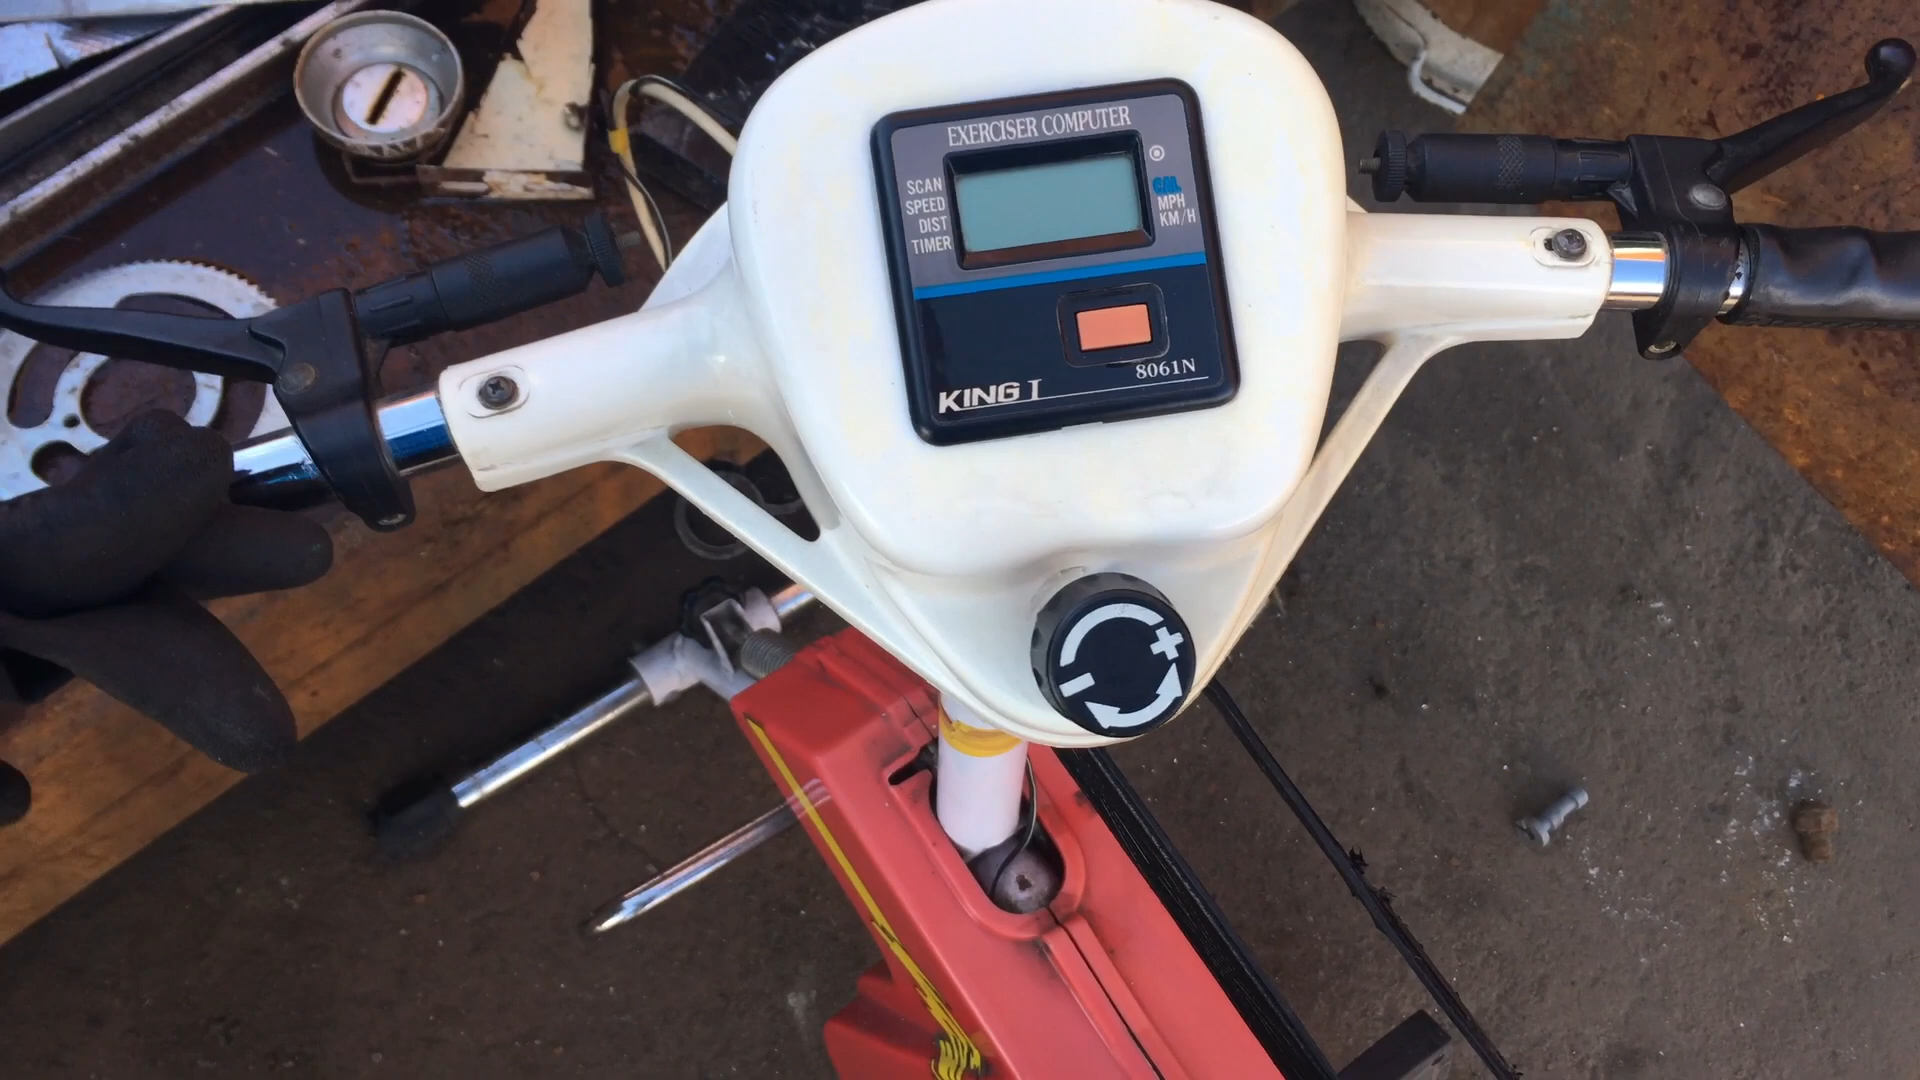 EXERCISER COMPUTER
SCAN
SPEED
DIST
TIMER
CAL
MPH
KM/H
KING I
8061N
+
-